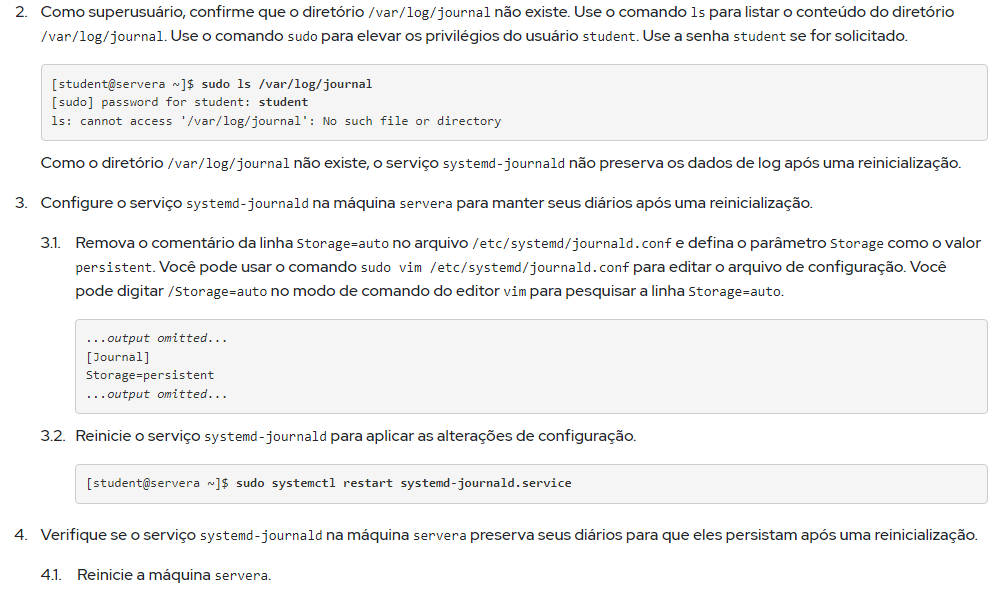 2. Como superusuário, confirme que o diretório /var/log/journal não existe. Use o comando ls para listar o conteúdo do diretório
/var/log/journal. Use o comando sudo para elevar os privilégios do usuário student. Use a senha student se for solicitado.
[student@servera ~]$ sudo ls /var/log/journal
[sudo] password for student: student
ls: cannot access '/var/log/journal': No such file or directory
Como o diretório /var/log/journal não existe, o serviço systemd-journald não preserva os dados de log após uma reinicialização.
3. Configure o serviço systemd-journald na máquina servera para manter seus diários após uma reinicialização.
3.1. Remova o comentário da linha Storage=auto no arquivo /etc/systemd/journald.conf e defina o parâmetro Storage como o valor
persistent. Você pode usar o comando sudo vim /etc/systemd/journald.conf para editar o arquivo de configuração. Você
pode digitar /Storage=auto no modo de comando do editor vim para pesquisar a linha Storage=auto.
...output omitted...
[Journal]
Storage=persistent
...output omitted...
3.2. Reinicie o serviço systemd-journald para aplicar as alterações de configuração.
[student@servera ~]$ sudo systemctl restart systemd-journald.service
4. Verifique se o serviço systemd-journald na máquina servera preserva seus diários para que eles persistam após uma reinicialização.
4.1. Reinicie a máquina servera.